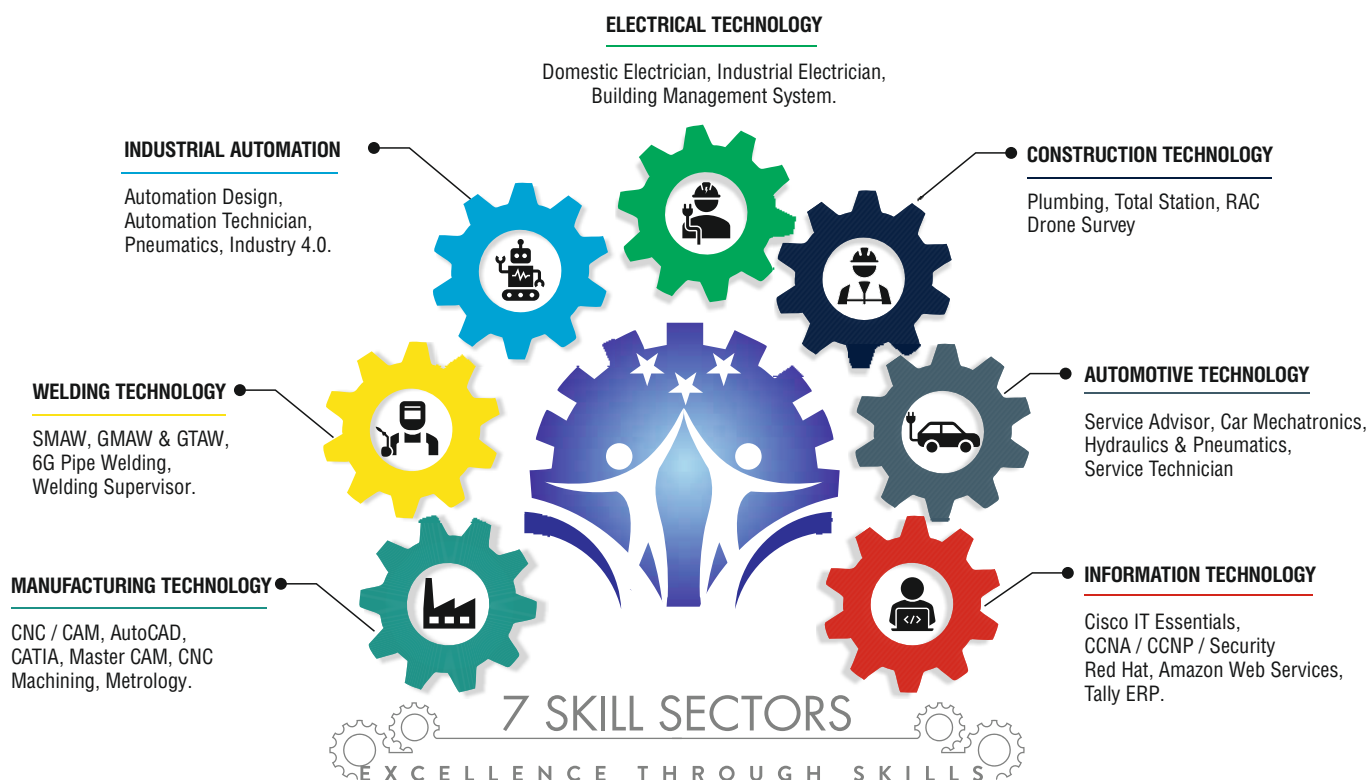 ELECTRICAL TECHNOLOGY
Domestic Electrician, Industrial Electrician,
Building Management System.
INDUSTRIAL AUTOMATION
Automation Design,
Automation Technician,
Pneumatics, Industry 4.0.
CONSTRUCTION TECHNOLOGY
Plumbing, Total Station, RAC
Drone Survey
WELDING TECHNOLOGY
SMAW, GMAW & GTAW,
6G Pipe Welding,
Welding Supervisor.
AUTOMOTIVE TECHNOLOGY
Service Advisor, Car Mechatronics,
Hydraulics & Pneumatics,
Service Technician
MANUFACTURING TECHNOLOGY
CNC / CAM, AutoCAD,
CATIA, Master CAM, CNC
Machining, Metrology.
INFORMATION TECHNOLOGY
Cisco IT Essentials,
CCNA / CCNP / Security
Red Hat, Amazon Web Services,
Tally ERP.
</>
7 SKILL SECTORS
EXCELLENCE THROUGH SKILLS